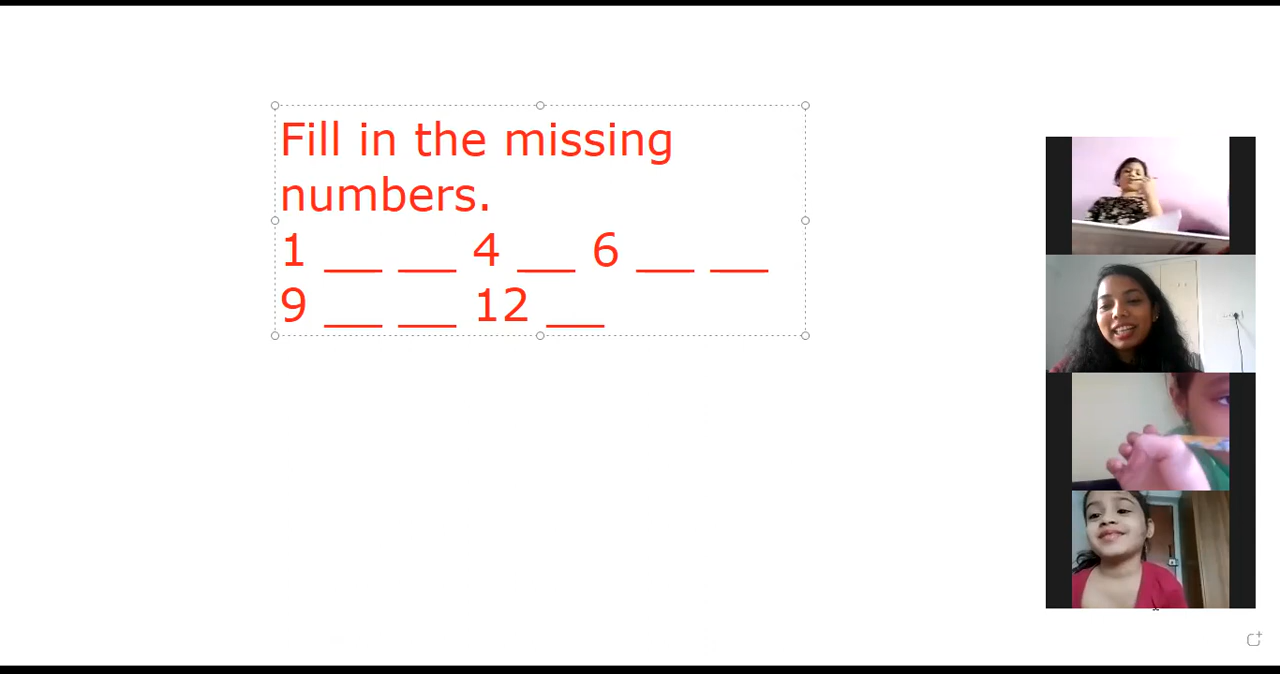 Fill in the missing
numbers.
1 __ __ 4 __ 6 __ __
9 __ __ 12 __